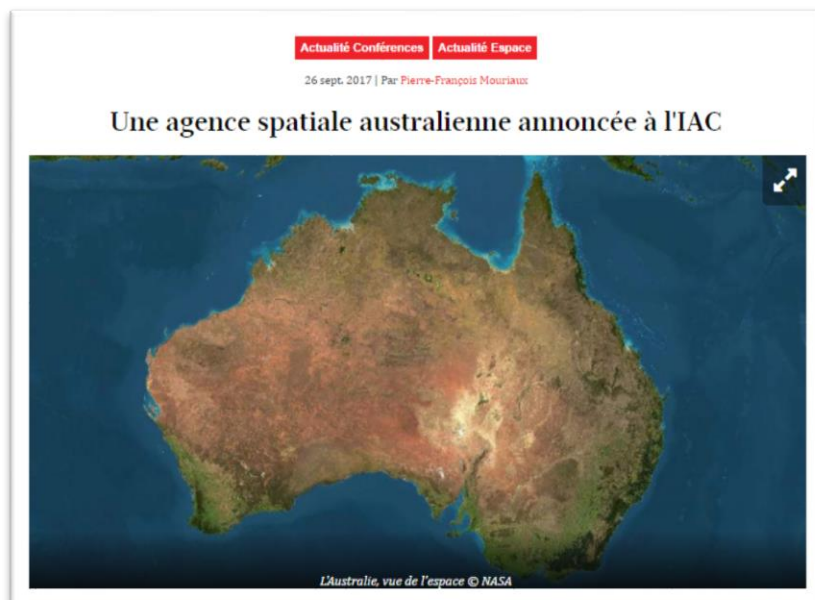 Actualité Conférences Actualité Espace
26 sept. 2017 | Par Pierre-François Mouriaux
Une agence spatiale australienne annoncée à l'IAC
L'Australie, vue de l'espace © NASA